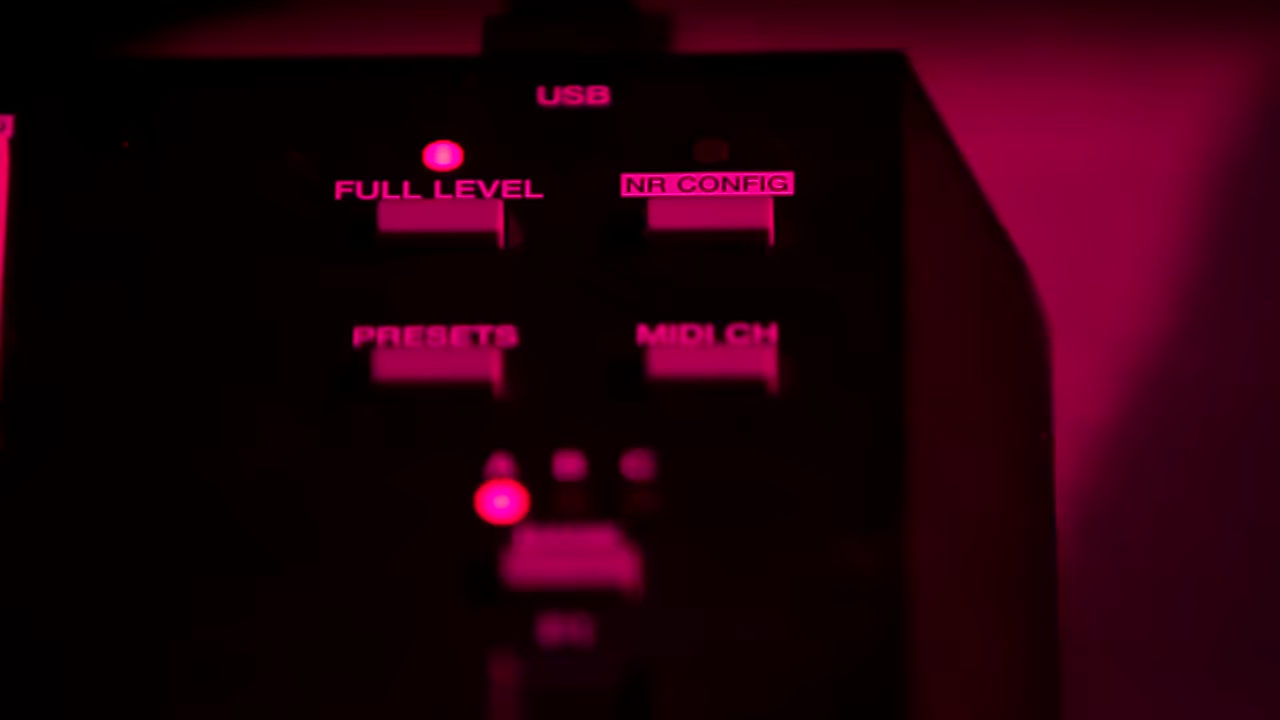 USB
FULL LEVEL
NR CONFIG
PRESETS
MIDI CH